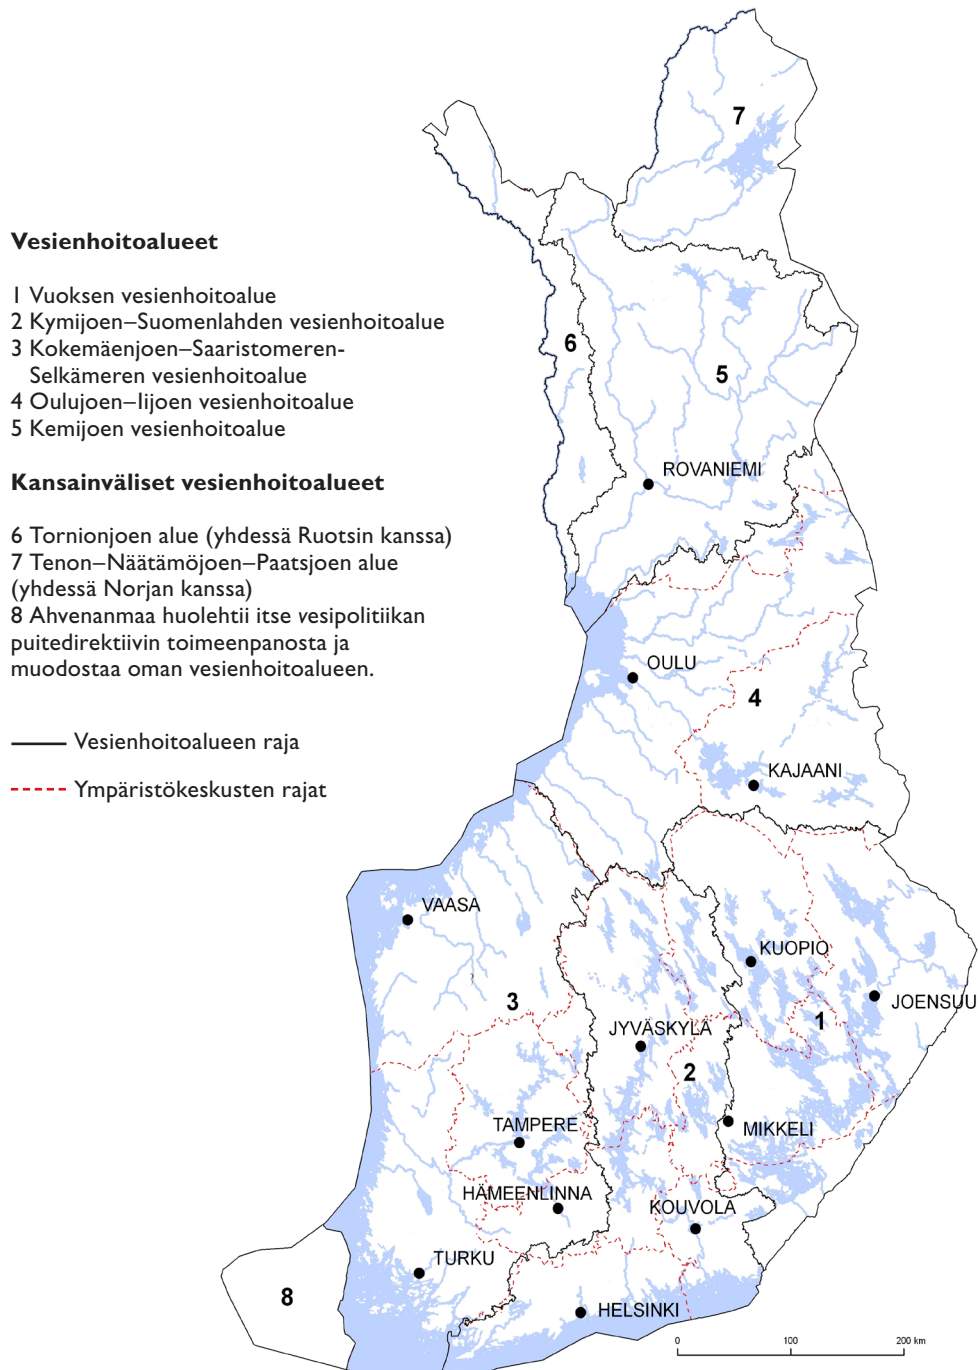 Vesienhoitoalueet
1 Vuoksen vesienhoitoalue
2 Kymijoen–Suomenlahden vesienhoitoalue
3 Kokemäenjoen–Saaristomeren-
Selkämeren vesienhoitoalue
4 Oulujoen–Iijoen vesienhoitoalue
5 Kemijoen vesienhoitoalue
Kansainväliset vesienhoitoalueet
6 Tornionjoen alue (yhdessä Ruotsin kanssa)
7 Tenon–Näätämöjoen–Paatsjoen alue
(yhdessä Norjan kanssa)
8 Ahvenanmaa huolehtii itse vesipolitiikan
puitedirektiivin toimeenpanosta ja
muodostaa oman vesienhoitoalueen.
Vesienhoitoalueen raja
Ympäristökeskusten rajat
7
6
5
ROVANIEMI
OULU
4
KAJAANI
VAASA
KUOPIO
JOENSUU
3
1
JYVÄSKYLÄ
2
TAMPERE
MIKKELI
HÄMEENLINNA
KOUVOLA
TURKU
8
HELSINKI
0 100 200 km